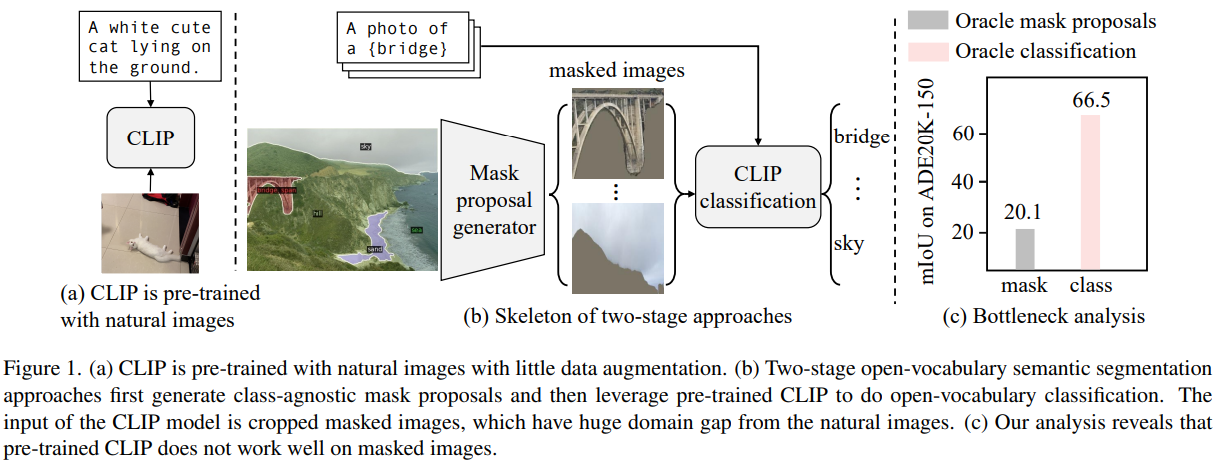 A white cute
cat lying on
the ground.
CLIP
(a) CLIP is pre-trained
with natural images
A photo of
a {bridge}
masked images
sky
bridge, span
hill
sea
sand
Mask
proposal
generator
CLIP
classification
bridge
sky
(b) Skeleton of two-stage approaches
Oracle mask proposals
Oracle classification
mIoU on ADE20K-150
66.5
60
40
20.1
20
mask class
(c) Bottleneck analysis
Figure 1. (a) CLIP is pre-trained with natural images with little data augmentation. (b) Two-stage open-vocabulary semantic segmentation
approaches first generate class-agnostic mask proposals and then leverage pre-trained CLIP to do open-vocabulary classification. The
input of the CLIP model is cropped masked images, which have huge domain gap from the natural images. (c) Our analysis reveals that
pre-trained CLIP does not work well on masked images.